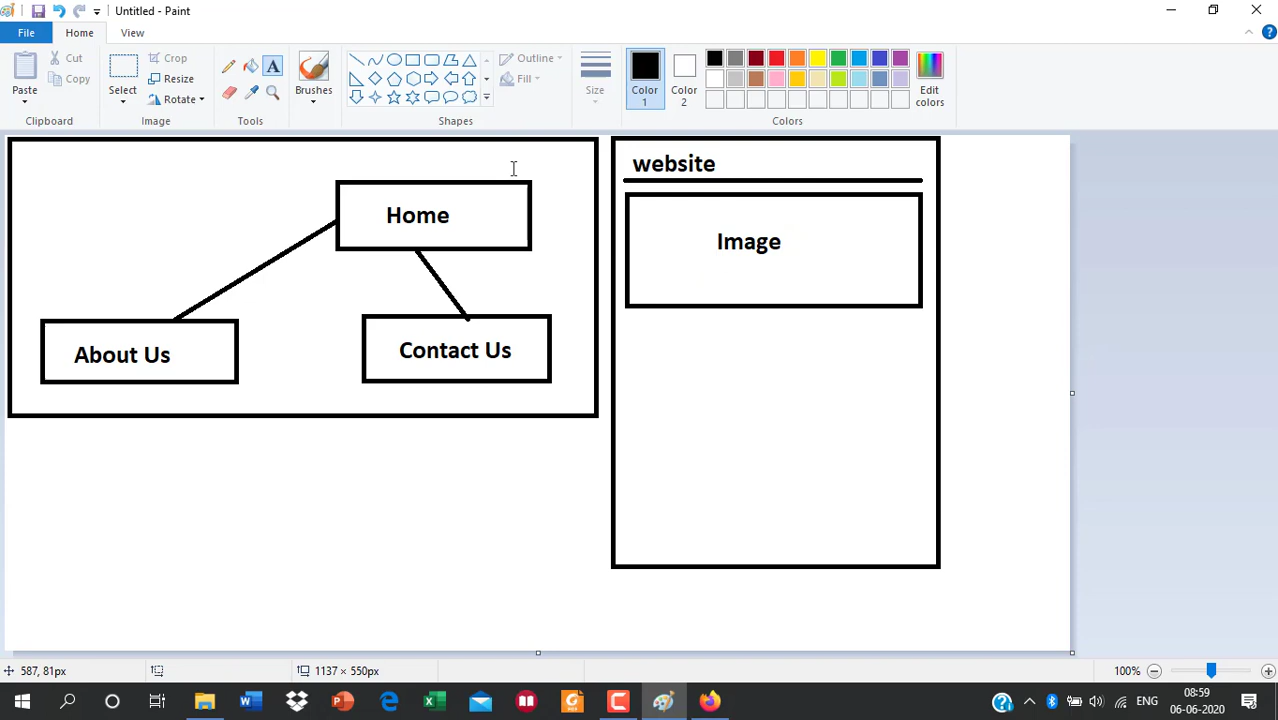 Untitled - Paint
File
Home
View
Paste
Cut
Copy
Clipboard
Select
Crop
Resize
Rotate
Image
A
Tools
Brushes
Shapes
Outline
Fill
Size
Color 1
Color 2
Edit colors
Colors
Home
About Us
Contact Us
website
Image
587, 81px
1137 × 550px
100%
ENG
08:59
06-06-2020